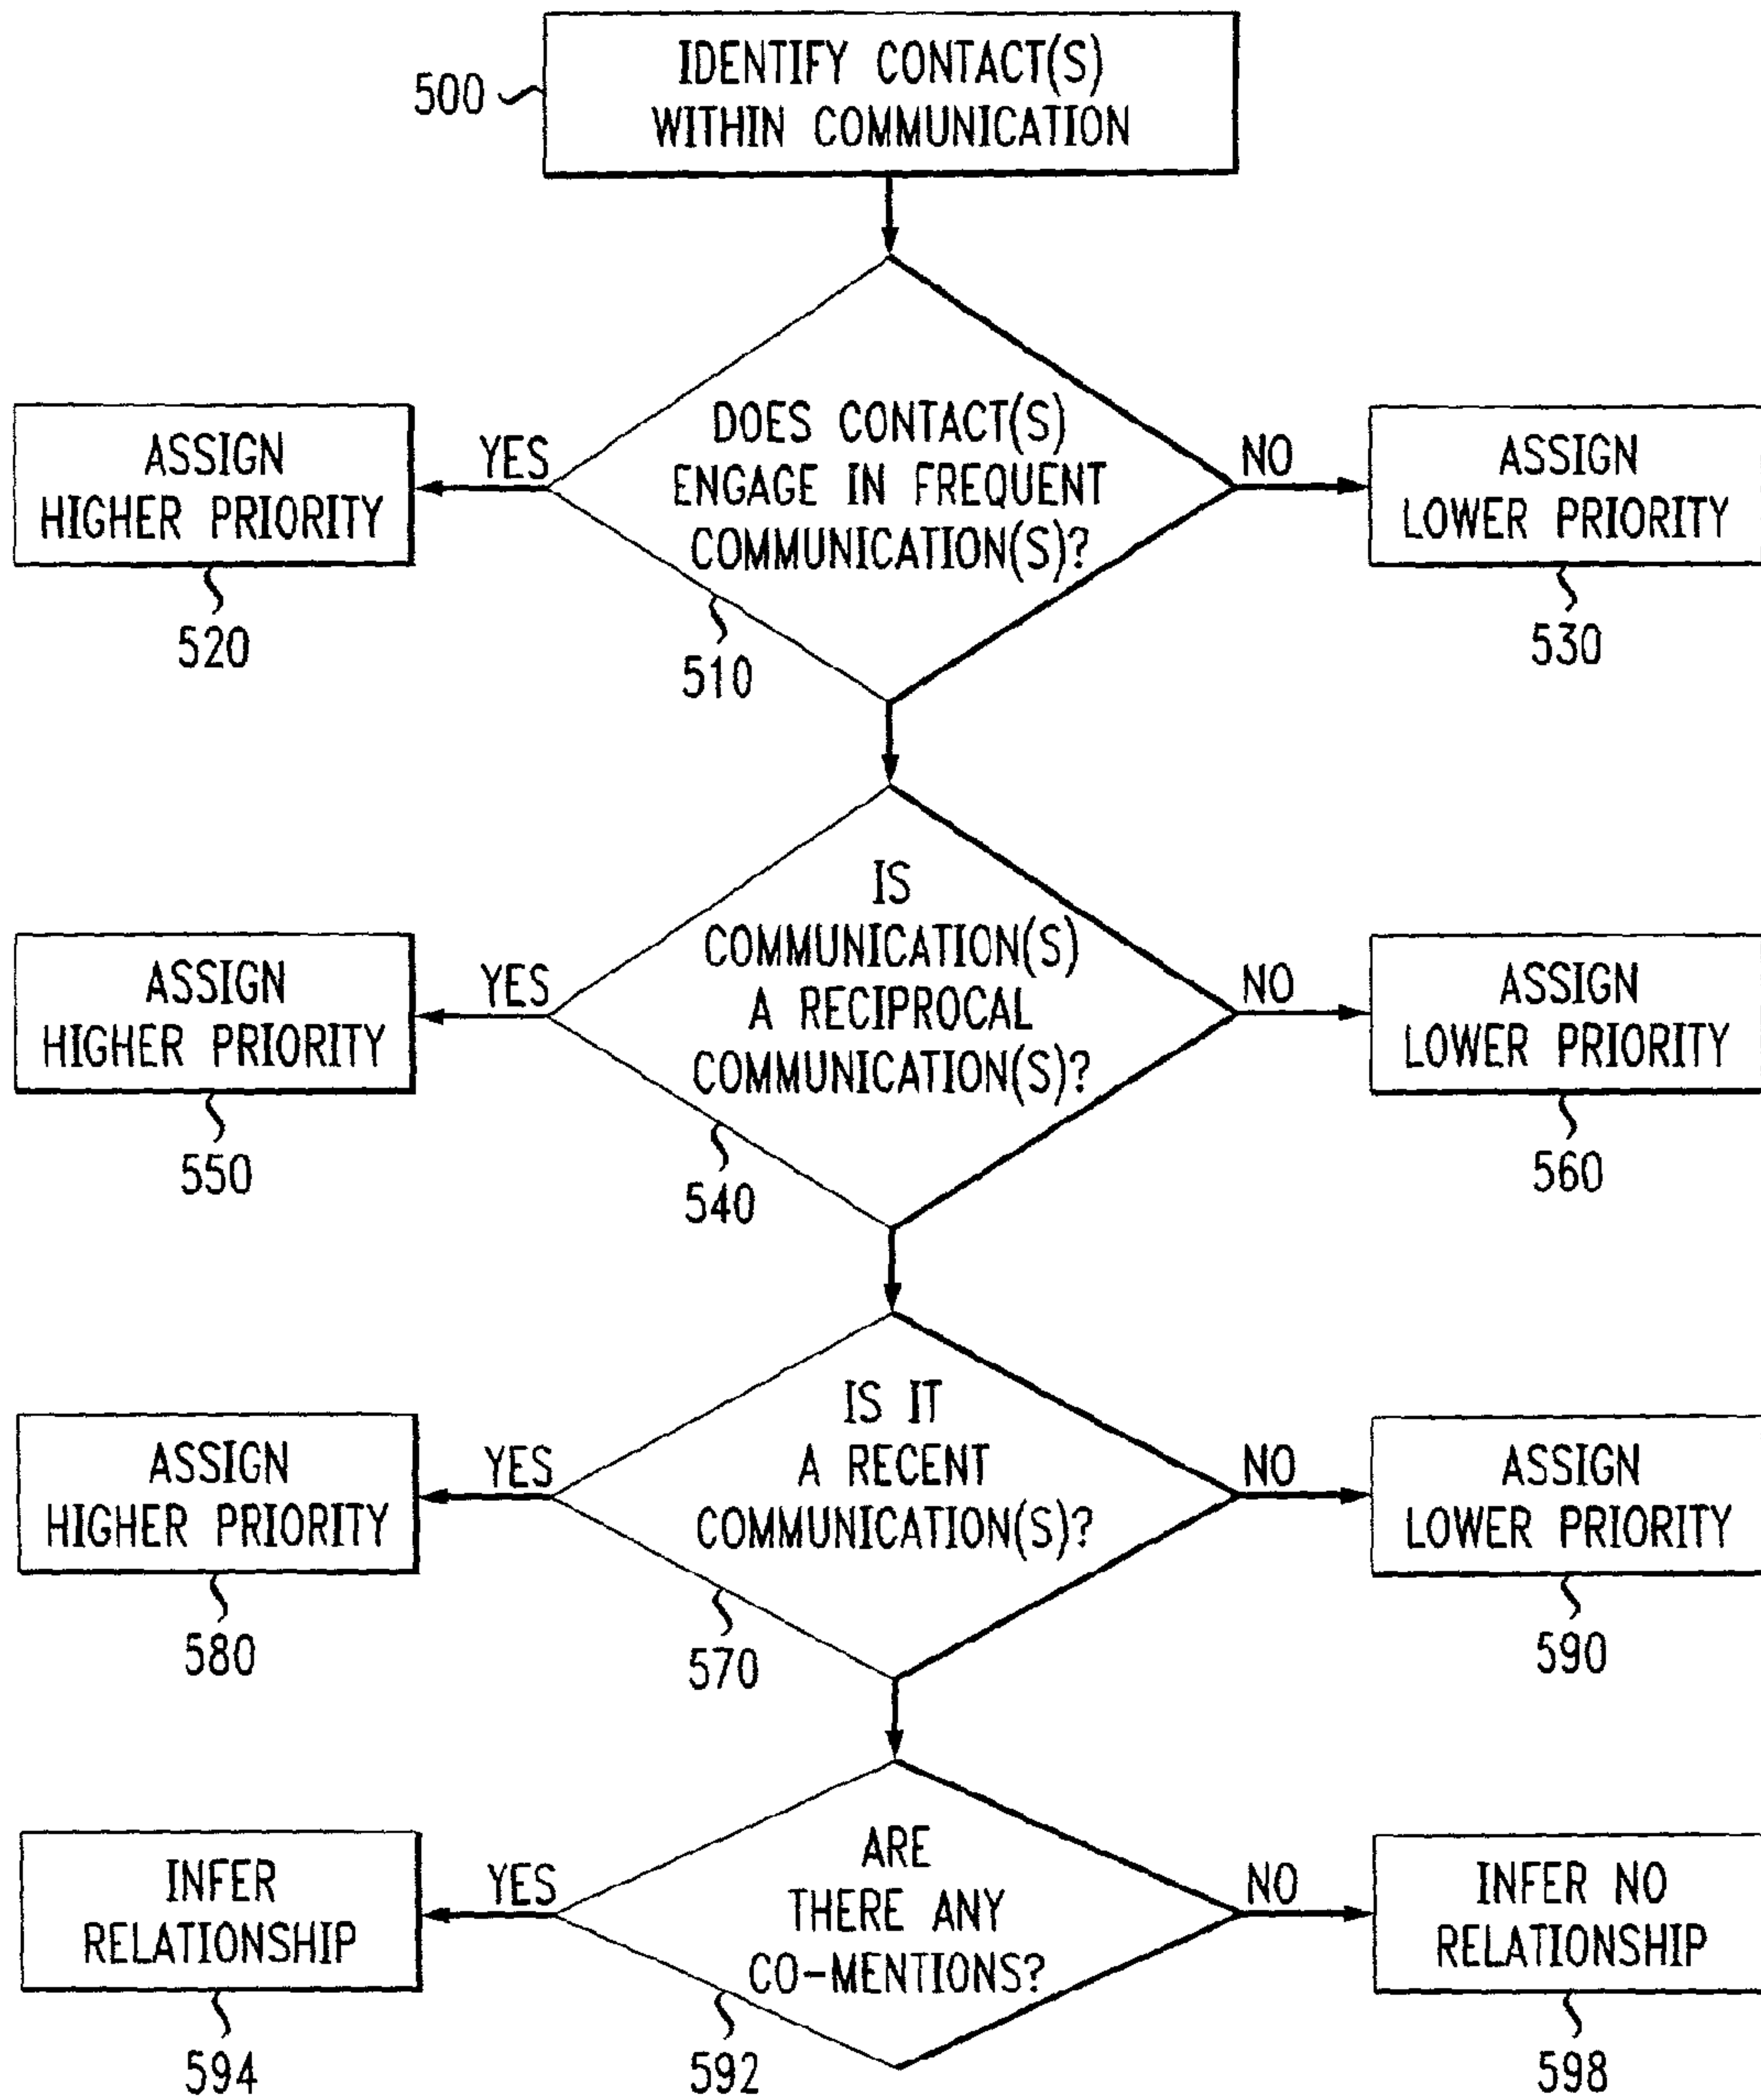 500
IDENTIFY CONTACT(S)
WITHIN COMMUNICATION
DOES CONTACT(S)
ENGAGE IN FREQUENT
COMMUNICATION(S)?
510
YES
ASSIGN
HIGHER PRIORITY
520
NO
ASSIGN
LOWER PRIORITY
530
IS
COMMUNICATION(S)
A RECIPROCAL
COMMUNICATION(S)?
540
YES
ASSIGN
HIGHER PRIORITY
550
NO
ASSIGN
LOWER PRIORITY
560
IS IT
A RECENT
COMMUNICATION(S)?
570
YES
ASSIGN
HIGHER PRIORITY
580
NO
ASSIGN
LOWER PRIORITY
590
ARE
THERE ANY
CO-MENTIONS?
592
YES
INFER
RELATIONSHIP
594
NO
INFER NO
RELATIONSHIP
598